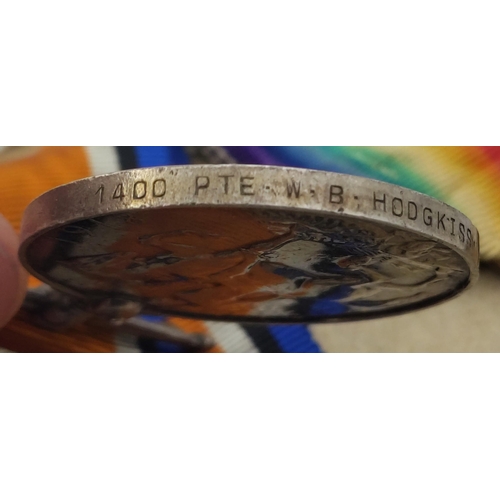 1400 PTE. W. B. HODGKISS.